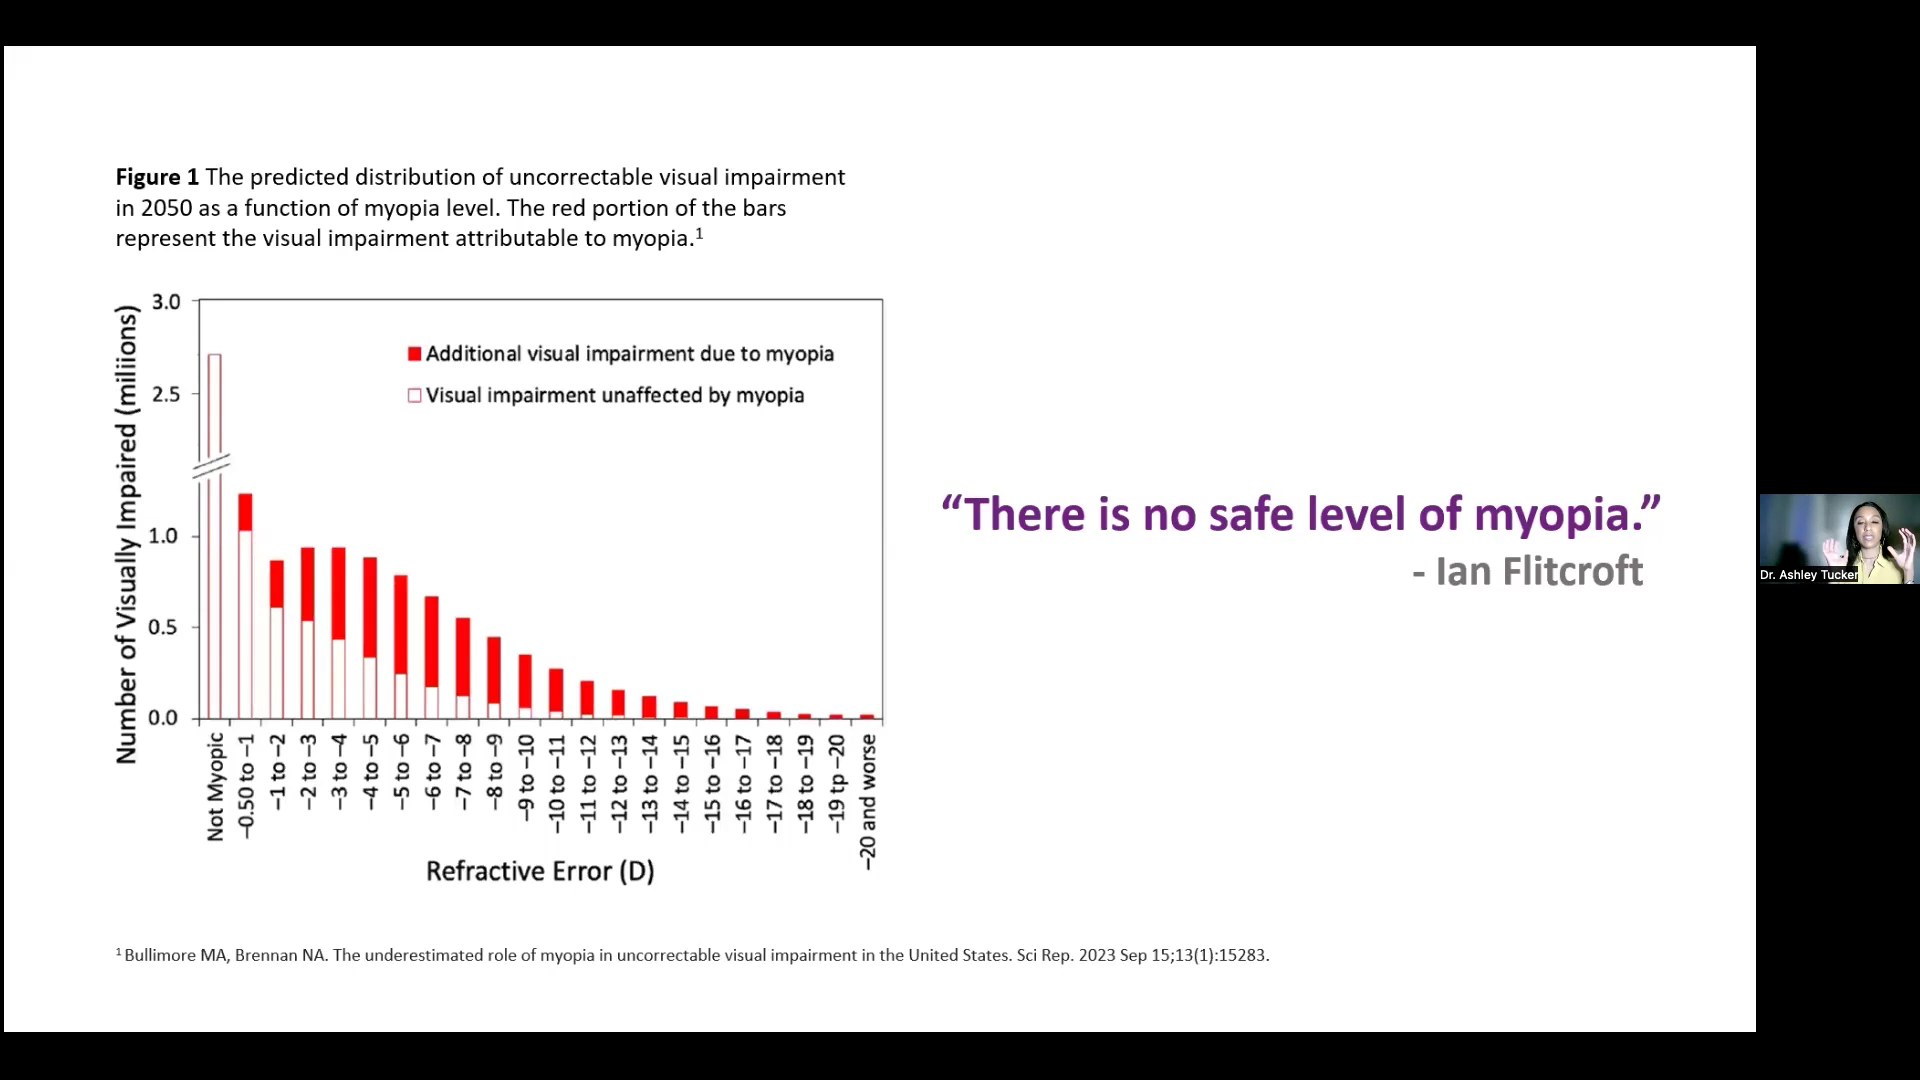 Figure 1 The predicted distribution of uncorrectable visual impairment
in 2050 as a function of myopia level. The red portion of the bars
represent the visual impairment attributable to myopia.¹
Number of Visually Impaired (millions)
3.0
2.5
1.0
0.5
0.0
Additional visual impairment due to myopia
Visual impairment unaffected by myopia
Not Myopic
−0.50 to −1
−1 to −2
−2 to −3
−3 to −4
−4 to −5
−5 to −6
−6 to −7
−7 to −8
−8 to −9
−9 to −10
−10 to −11
−11 to −12
−12 to −13
−13 to −14
−14 to −15
−15 to −16
−16 to −17
−17 to −18
−18 to −19
−19 tp −20
−20 and worse
Refractive Error (D)
“There is no safe level of myopia.”
- Ian Flitcroft
Dr. Ashley Tucker
¹ Bullimore MA, Brennan NA. The underestimated role of myopia in uncorrectable visual impairment in the United States. Sci Rep. 2023 Sep 15;13(1):15283.